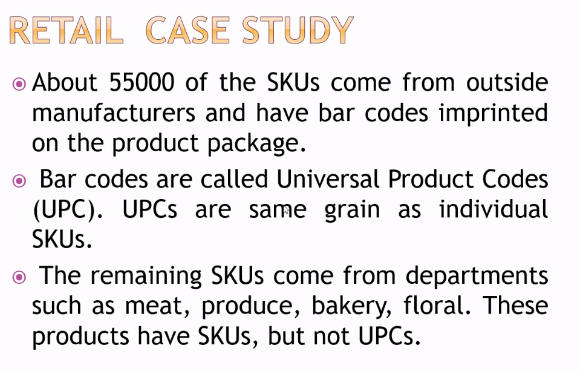 RETAIL CASE STUDY
About 55000 of the SKUs come from outside
manufacturers and have bar codes imprinted
on the product package.
Bar codes are called Universal Product Codes
(UPC). UPCs are same grain as individual
SKUs.
The remaining SKUs come from departments
such as meat, produce, bakery, floral. These
products have SKUs, but not UPCs.